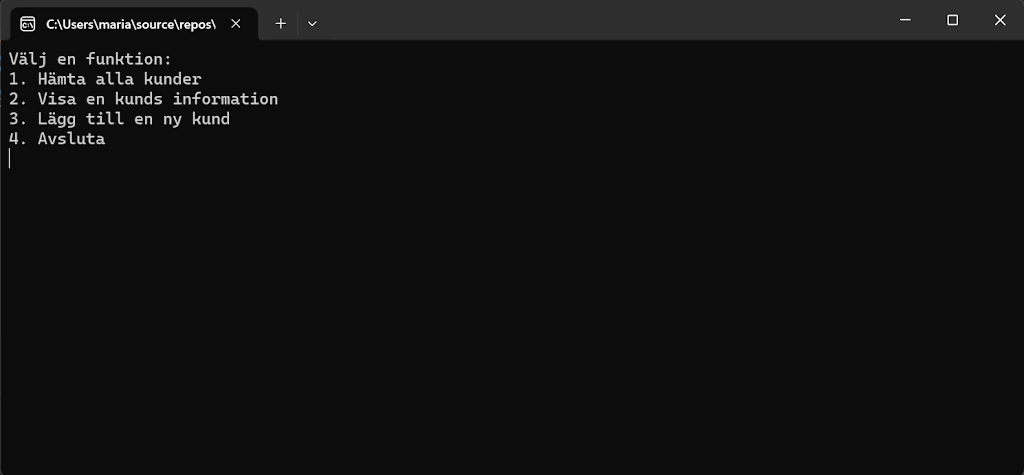 C:\Users\maria\source\repos\
Välj en funktion:
1. Hämta alla kunder
2. Visa en kunds information
3. Lägg till en ny kund
4. Avsluta